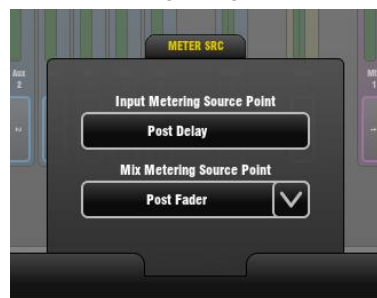 METER SRC
Aux
2
Input Metering Source Point
Post Delay
Mix Metering Source Point
Post Fader